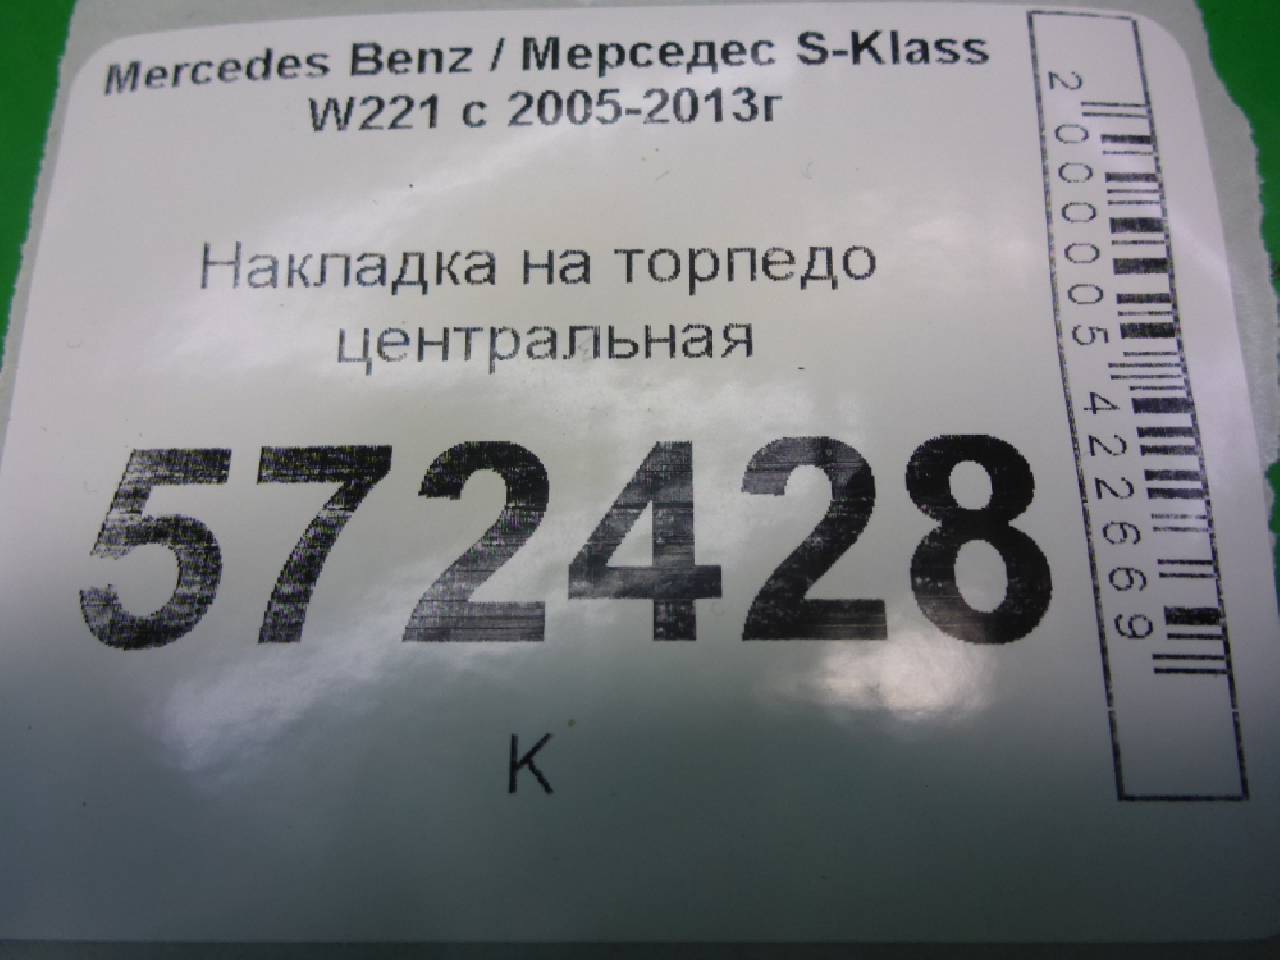 Mercedes Benz / Мерседес S-Klass
W221 с 2005-2013г
Накладка на торпедо
центральная
572428
К
2000005422669